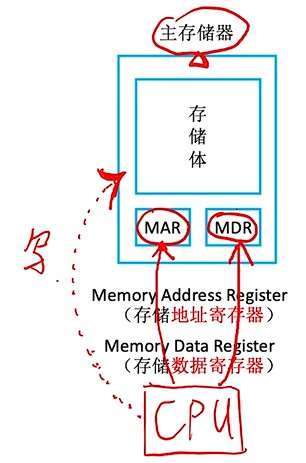 主存储器
存
储
体
MAR
MDR
写
Memory Address Register
（存储地址寄存器）
Memory Data Register
（存储数据寄存器）
CPU